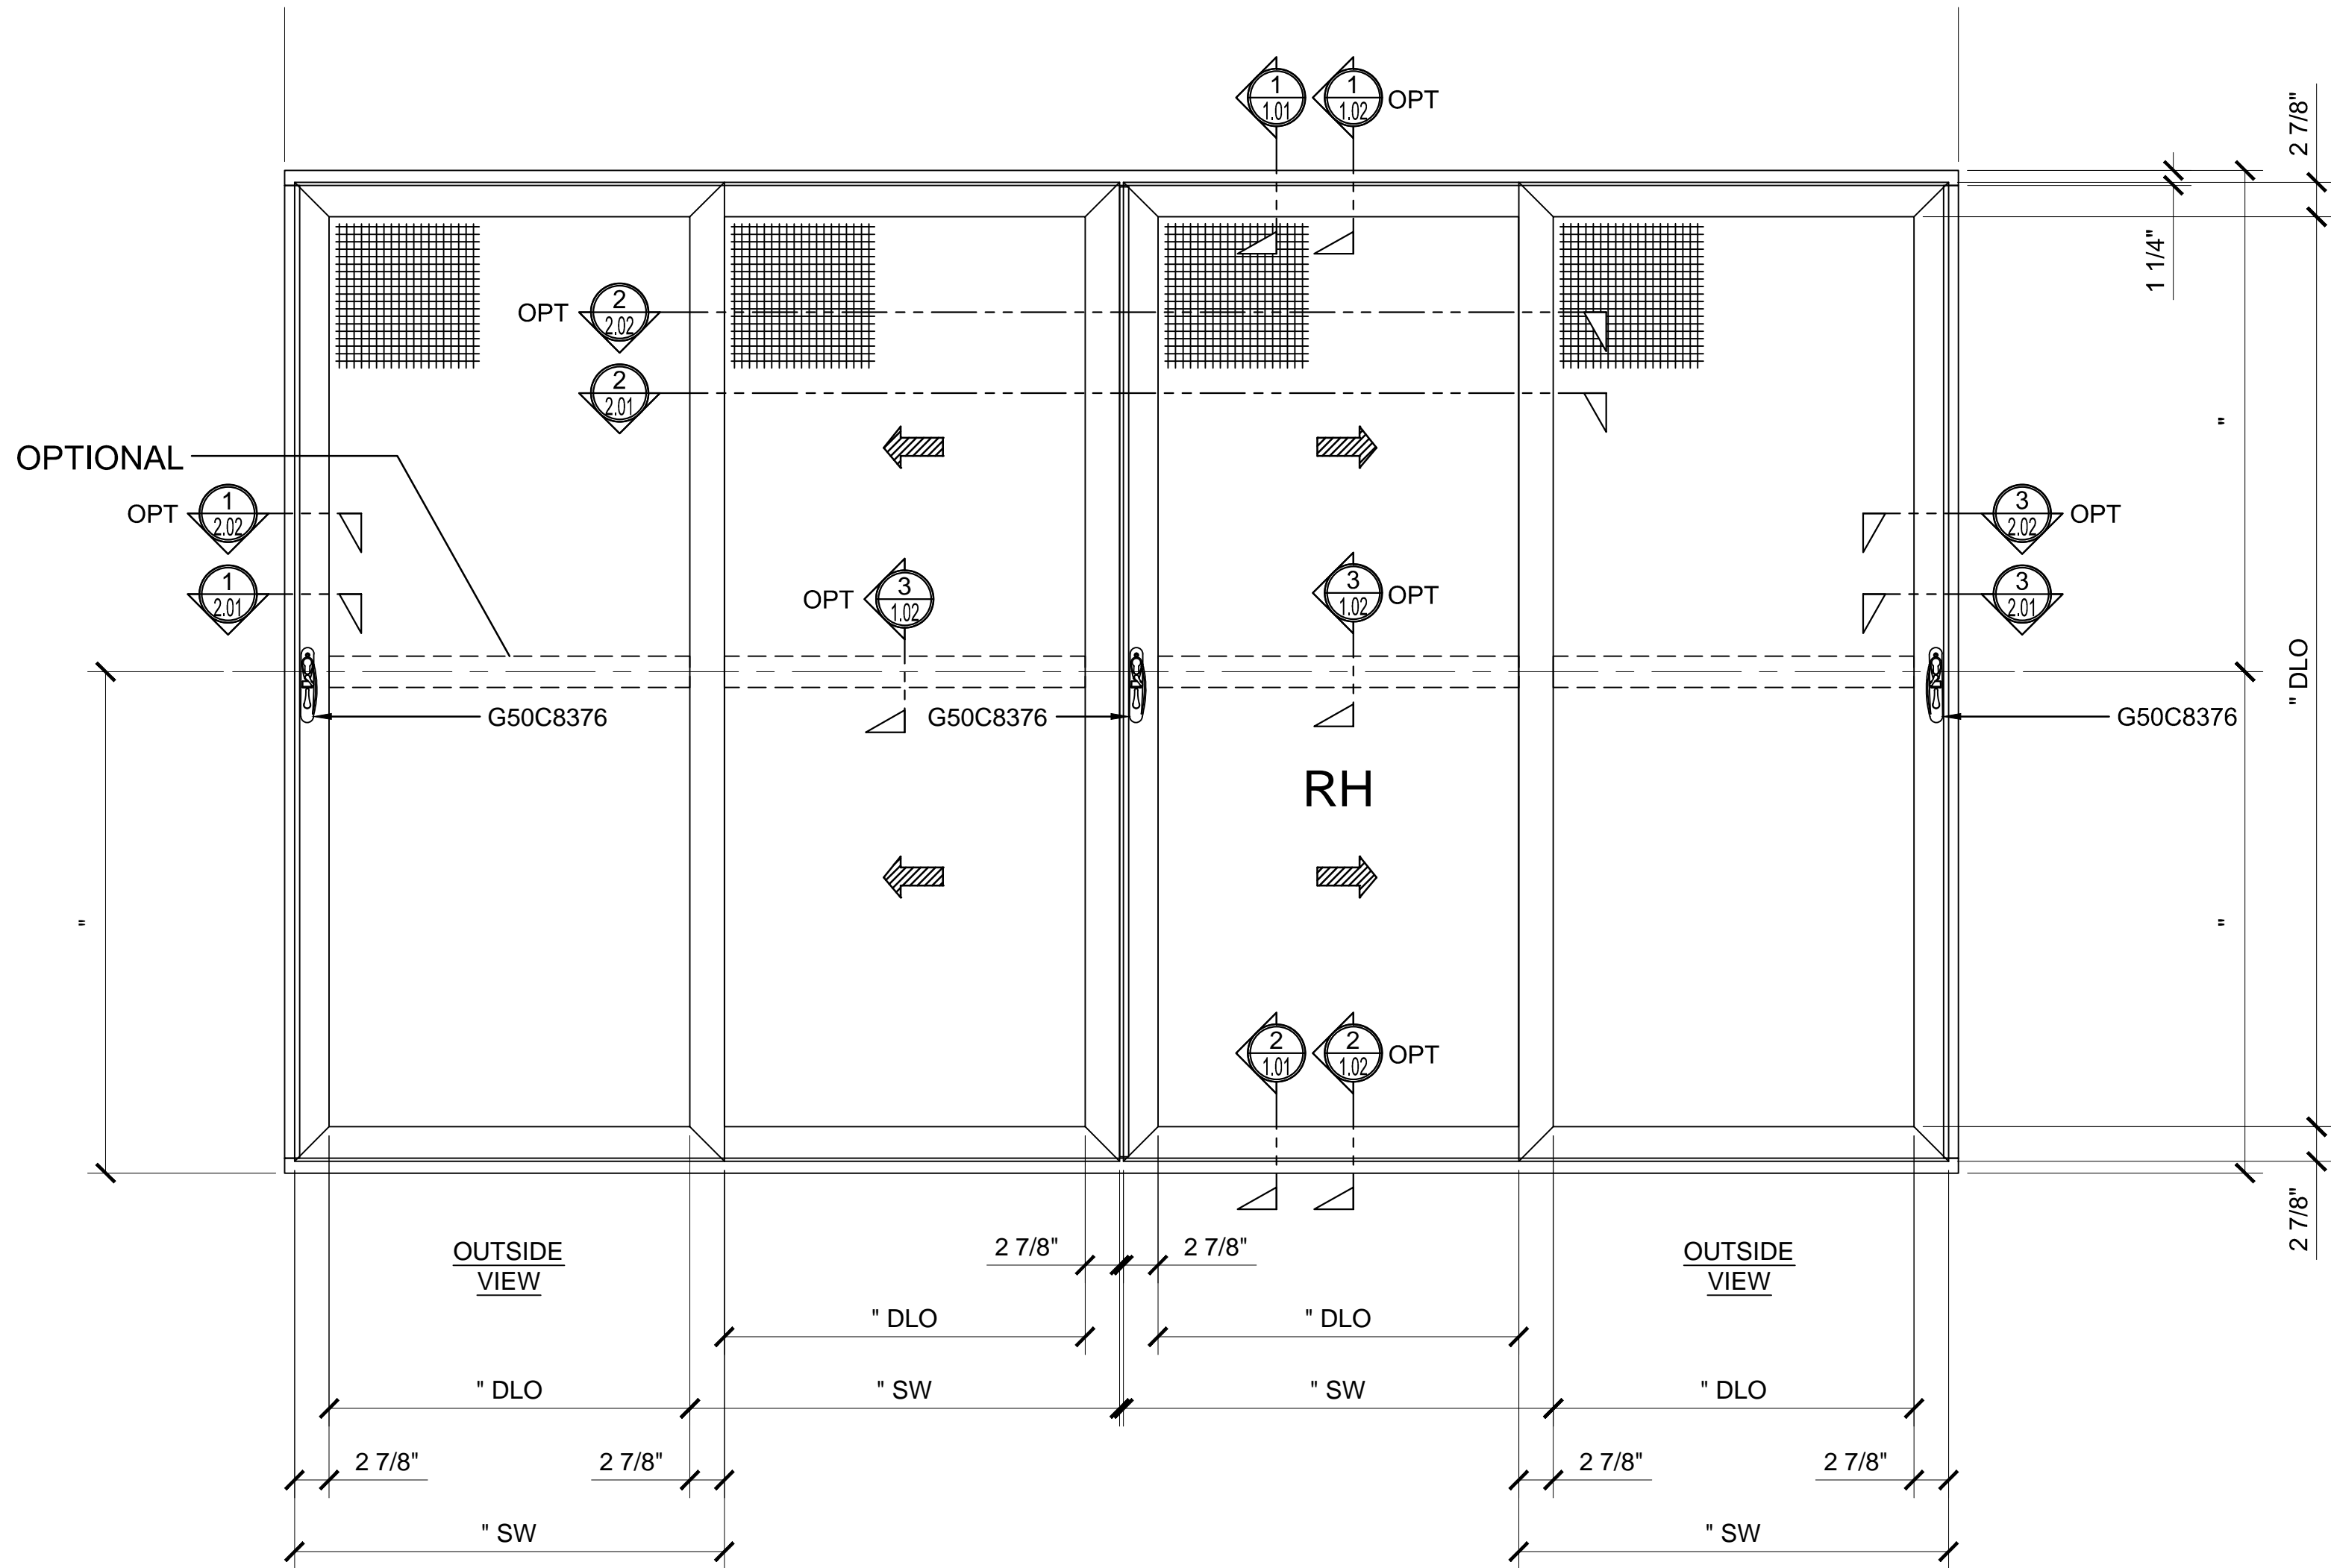 1
1.01
1
1.02
OPT
2 7/8"
1 1/4"
OPT
2
2.02
2
2.01
"
OPTIONAL
OPT
1
2.02
1
2.01
OPT
3
1.02
3
1.02
OPT
3
2.02
OPT
3
2.01
" DLO
G50C8376
G50C8376
G50C8376
RH
"
"
2
1.01
2
1.02
OPT
2 7/8"
OUTSIDE
VIEW
2 7/8"
2 7/8"
OUTSIDE
VIEW
" DLO
" DLO
" DLO
" SW
" SW
" DLO
2 7/8"
2 7/8"
2 7/8"
2 7/8"
" SW
" SW